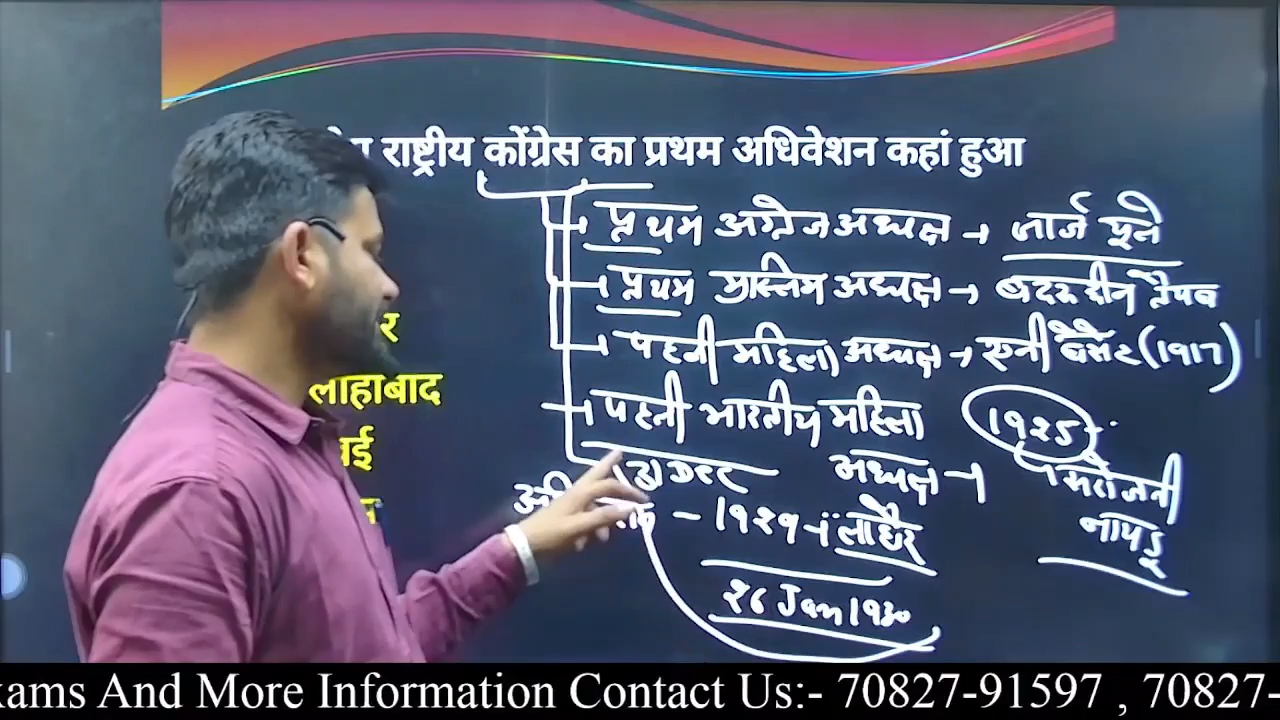 राष्ट्रीय कोंग्रेस का प्रथम अधिवेशन कहां हुआ
प्रथम अग्रेज अध्यक्ष → जार्ज यूले
प्रथम मुस्लिम अध्यक्ष → बदरुद्दीन तैयब
पहली महिला अध्यक्ष → एनी बेसेंट (1917)
पहली भारतीय महिला 1925
अध्यक्ष → सरोजनी
नायडू
1929 लाहौर
26 Jan 1930
लाहाबाद
xams And More Information Contact Us:- 70827-91597 , 70827-